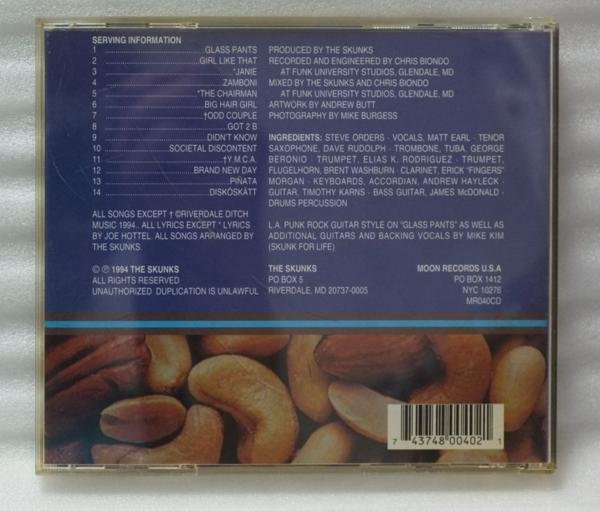 SERVING INFORMATION
1 GLASS PANTS
2 GIRL LIKE THAT
3 *JANIE
4 ZAMBONI
5 *THE CHAIRMAN
6 BIG HAIR GIRL
7 †ODD COUPLE
8 GOT 2 B
9 DIDN'T KNOW
10 SOCIETAL DISCONTENT
11 †Y.M.C.A.
12 BRAND NEW DAY
13 PIÑATA
14 DISKÖSKÄTT
ALL SONGS EXCEPT † ©RIVERDALE DITCH
MUSIC 1994. ALL LYRICS EXCEPT * LYRICS
BY JOE HOTTEL. ALL SONGS ARRANGED BY
THE SKUNKS.
© ℗ 1994 THE SKUNKS
ALL RIGHTS RESERVED
UNAUTHORIZED DUPLICATION IS UNLAWFUL
PRODUCED BY THE SKUNKS
RECORDED AND ENGINEERED BY CHRIS BIONDO
AT FUNK UNIVERSITY STUDIOS, GLENDALE, MD
MIXED BY THE SKUNKS AND CHRIS BIONDO
AT FUNK UNIVERSITY STUDIOS, GLENDALE, MD
ARTWORK BY ANDREW BUTT
PHOTOGRAPHY BY MIKE BURGESS
INGREDIENTS: STEVE ORDERS · VOCALS, MATT EARL · TENOR
SAXOPHONE, DAVE RUDOLPH · TROMBONE, TUBA, GEORGE
BERONIO · TRUMPET, ELIAS K. RODRIGUEZ · TRUMPET,
FLUGELHORN, BRENT WASHBURN · CLARINET, ERICK "FINGERS"
MORGAN · KEYBOARDS, ACCORDIAN, ANDREW HAYLECK ·
GUITAR, TIMOTHY KARNS · BASS GUITAR, JAMES McDONALD ·
DRUMS PERCUSSION
L.A. PUNK ROCK GUITAR STYLE ON "GLASS PANTS" AS WELL AS
ADDITIONAL GUITARS AND BACKING VOCALS BY MIKE KIM
(SKUNK FOR LIFE)
THE SKUNKS
PO BOX 5
RIVERDALE, MD 20737-0005
MOON RECORDS U.S.A
PO BOX 1412
NYC 10276
MR040CD
7 43748 00402 1